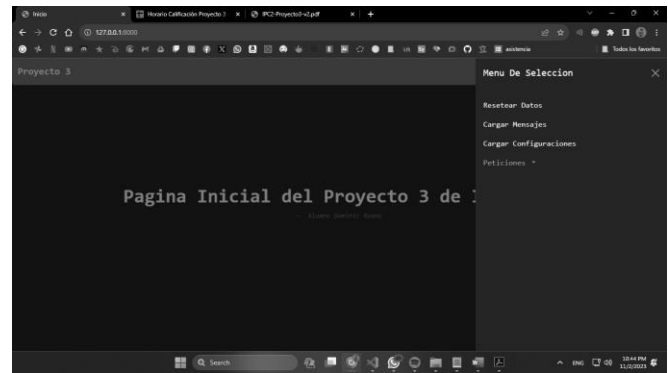 Inicio
Horario Calificación Proyecto 3
IPC2-Proyecto3-v2.pdf
127.0.0.1:8000
asistencia
Todos los favoritos
Proyecto 3
Menu De Seleccion
Resetear Datos
Cargar Mensajes
Cargar Configuraciones
Peticiones
Pagina Inicial del Proyecto 3 de
Search
ENG
10:44 PM
11/2/2023